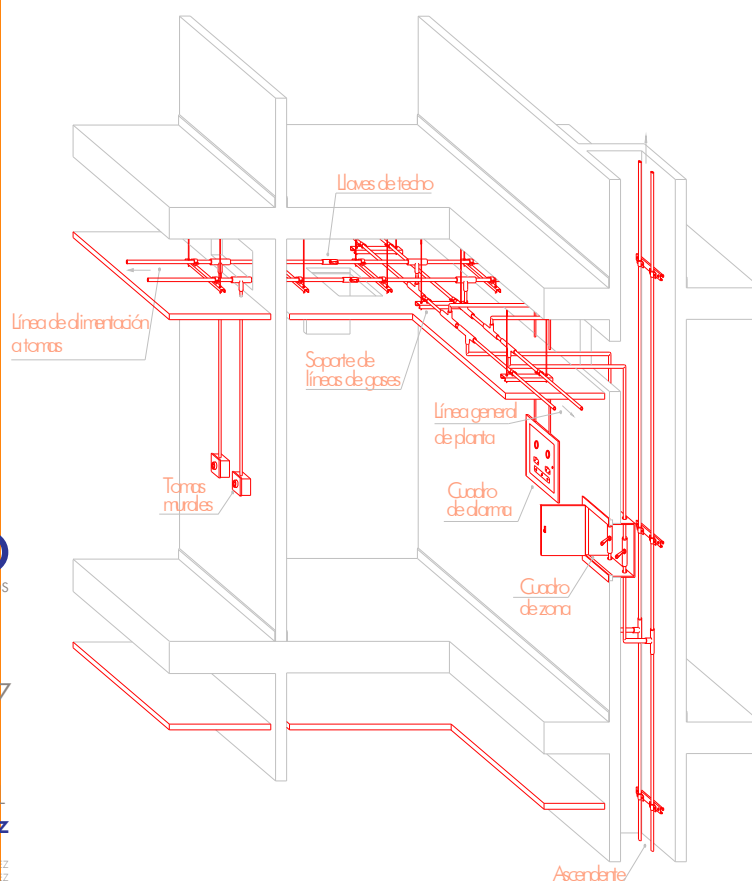 Llaves de techo
Línea de alimentación
a tomas
Soporte de
líneas de gases
Línea general
de planta
Tomas
murales
Cuadro
de alarma
Cuadro
de zona
Ascendente